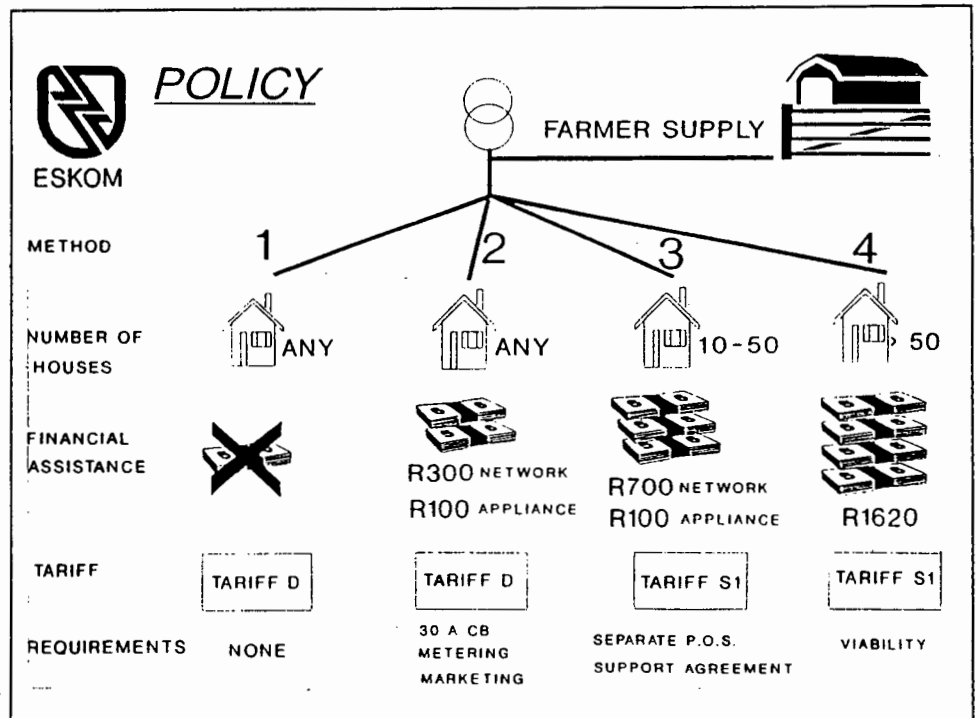 POLICY
ESKOM
FARMER SUPPLY
METHOD 1 2 3 4
NUMBER OF HOUSES ANY ANY 10-50 > 50
FINANCIAL ASSISTANCE
R300 NETWORK R700 NETWORK R1620
R100 APPLIANCE R100 APPLIANCE
TARIFF TARIFF D TARIFF D TARIFF S1 TARIFF S1
REQUIREMENTS NONE 30 A CB SEPARATE P.O.S. VIABILITY
METERING SUPPORT AGREEMENT
MARKETING